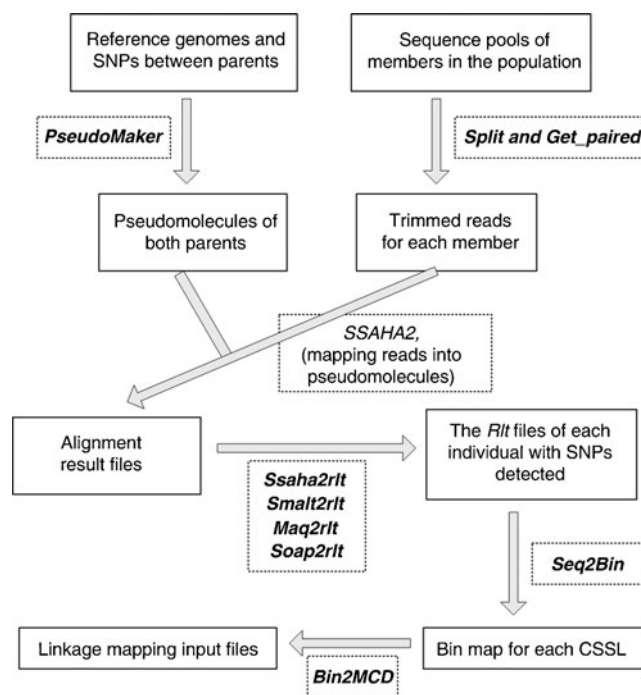 Reference genomes and
SNPs between parents
Sequence pools of
members in the population
PseudoMaker
Split and Get_paired
Pseudomolecules of
both parents
Trimmed reads
for each member
SSAHA2,
(mapping reads into
pseudomolecules)
Alignment
result files
The Rlt files of each
individual with SNPs
detected
Ssaha2rlt
Smalt2rlt
Maq2rlt
Soap2rlt
Seq2Bin
Linkage mapping input files
Bin map for each CSSL
Bin2MCD